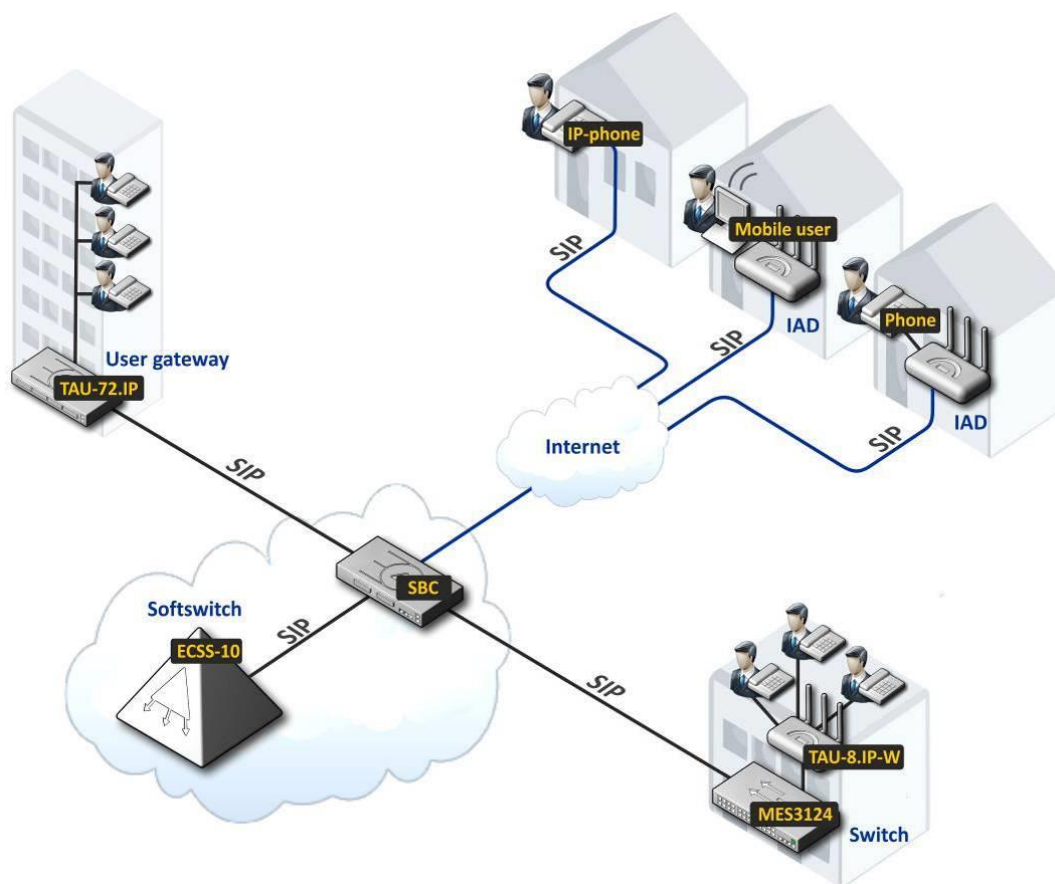 IP-phone
SIP
Mobile user
IAD
SIP
Phone
IAD
SIP
User gateway
TAU-72.IP
SIP
Internet
SBC
Softswitch
ECSS-10
SIP
SIP
TAU-8.IP-W
MES3124
Switch